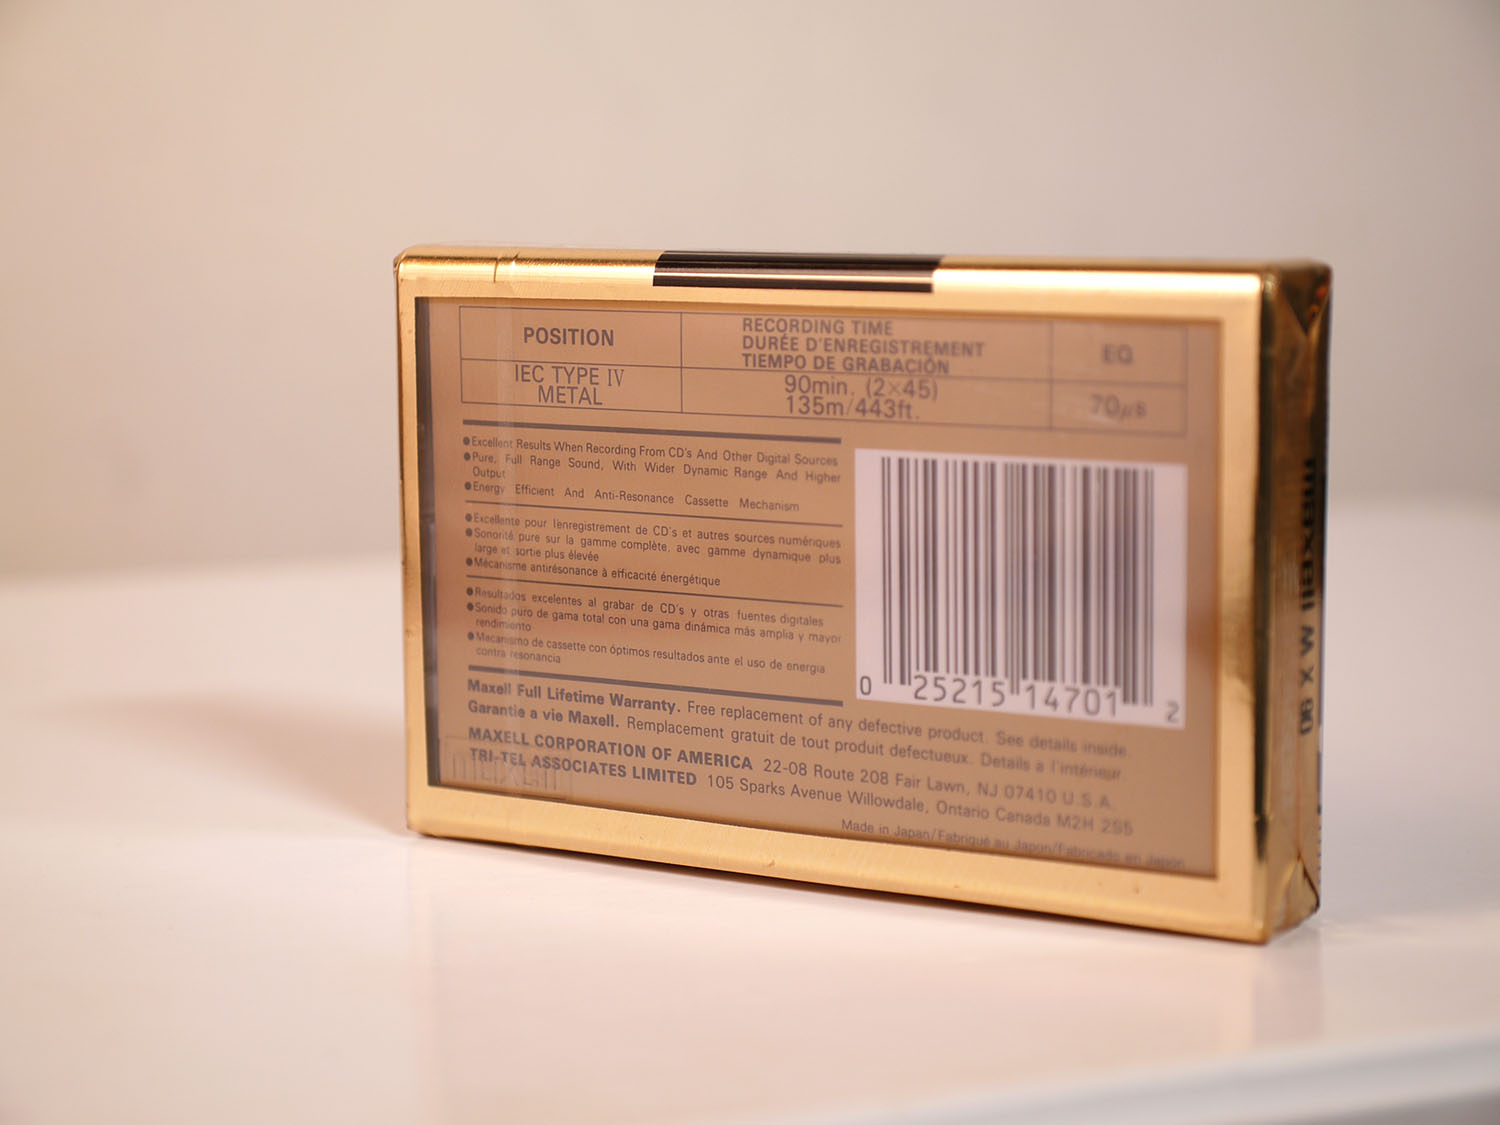 POSITION
RECORDING TIME
DURÉE D'ENREGISTREMENT
TIEMPO DE GRABACIÓN
EQ
IEC TYPE IV
METAL
90min. (2×45)
135m/443ft.
70μs
●Excellent Results When Recording From CD's And Other Digital Sources
●Pure, Full Range Sound, With Wider Dynamic Range And Higher
Output
●Energy Efficient And Anti-Resonance Cassette Mechanism
●Excellente pour l'enregistrement de CD's et autres sources numériques
●Sonorité pure sur la gamme complète, avec gamme dynamique plus
large et sortie plus élevée
●Mécanisme antirésonance à efficacité énergétique
●Resultados excelentes al grabar de CD's y otras fuentes digitales
●Sonido puro de gama total con una gama dinámica más amplia y mayor
rendimiento
●Mecanismo de cassette con óptimos resultados ante el uso de energia
contra resonancia
0 25215 14701 2
Maxell Full Lifetime Warranty. Free replacement of any defective product. See details inside.
Garantie a vie Maxell. Remplacement gratuit de tout produit defectueux. Details a l'intérieur.
MAXELL CORPORATION OF AMERICA 22-08 Route 208 Fair Lawn, NJ 07410 U.S.A.
TRI-TEL ASSOCIATES LIMITED 105 Sparks Avenue Willowdale, Ontario Canada M2H 2S5
Made in Japan/Fabriqué au Japon/Fabricado en Japón
maxell
maxell MX 90